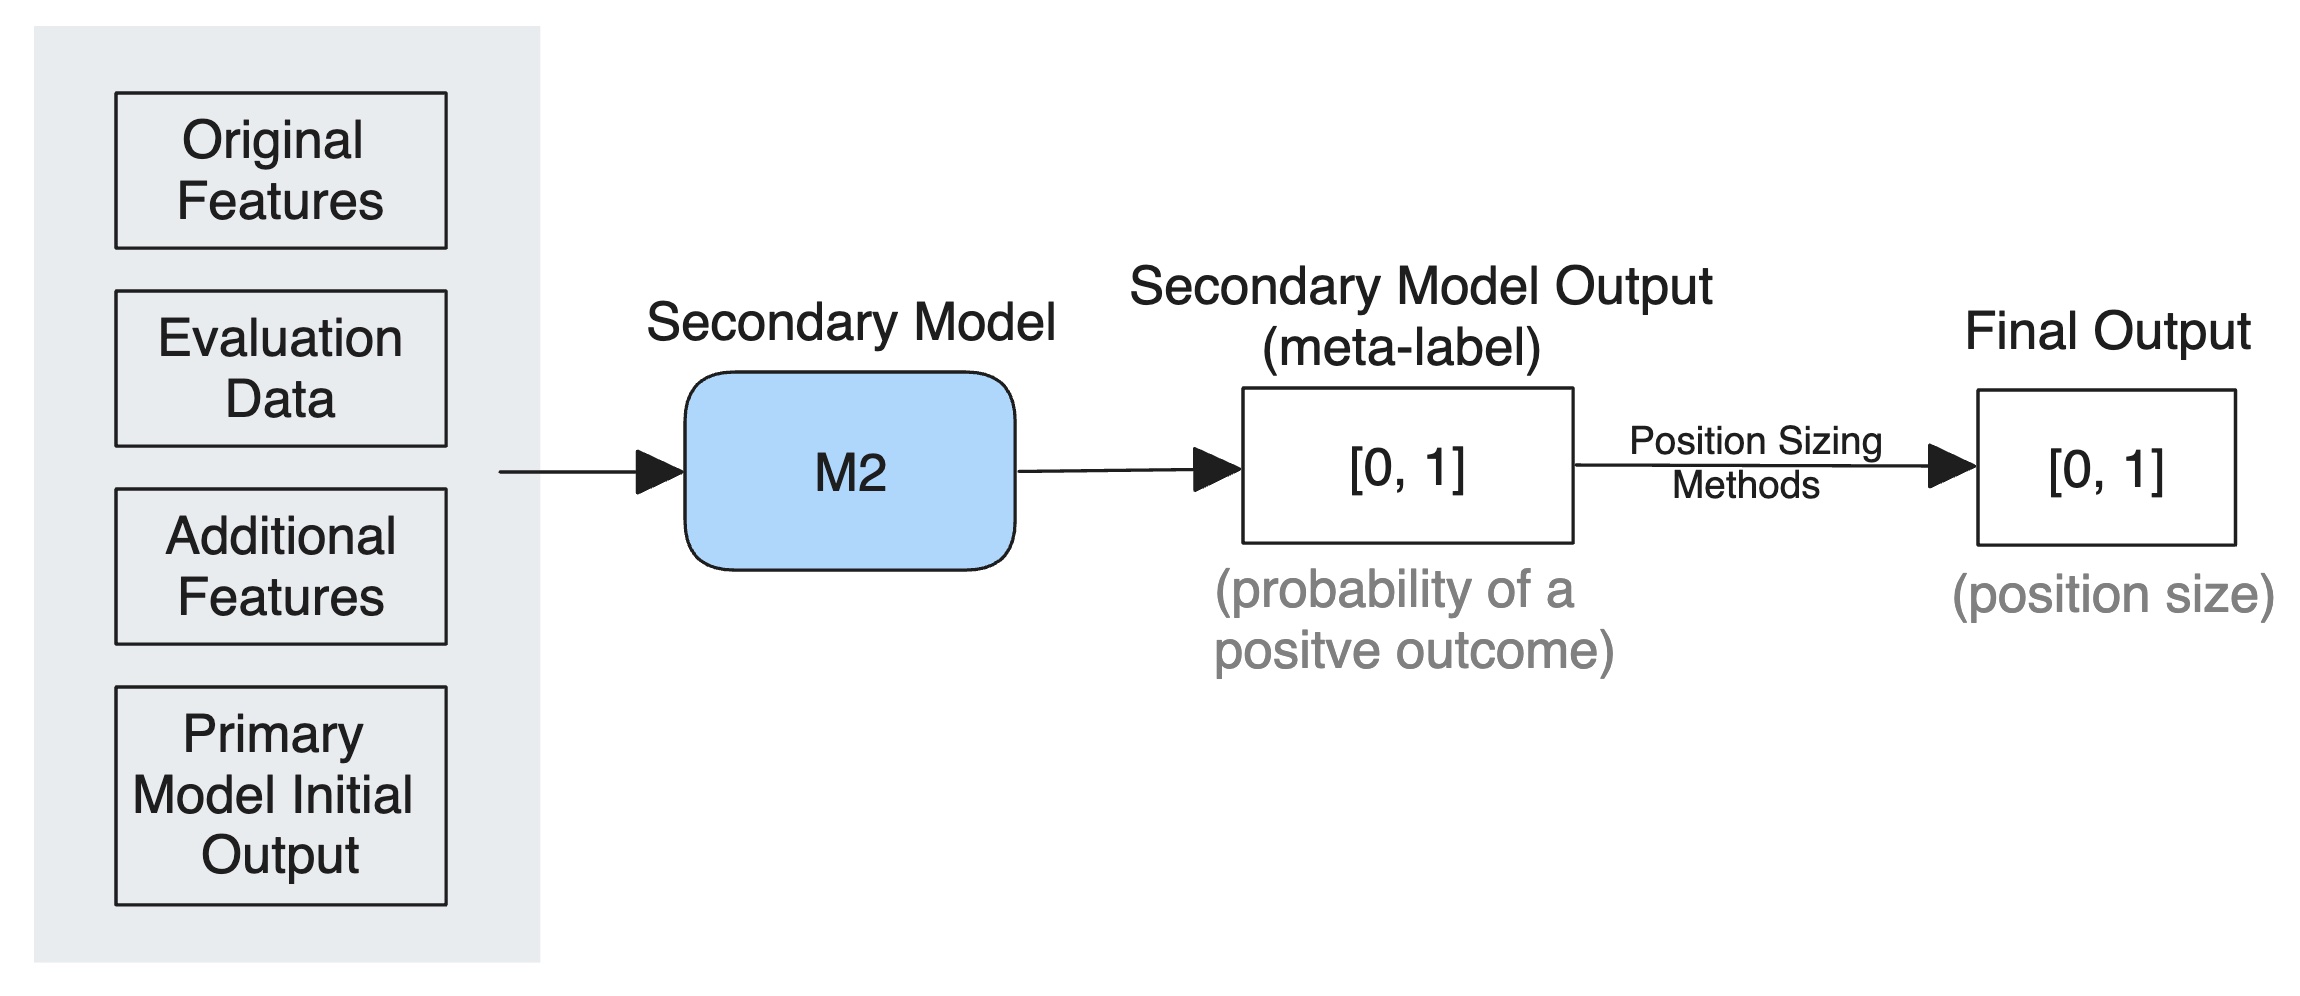 Original
Features
Evaluation
Data
Additional
Features
Primary
Model Initial
Output
Secondary Model
M2
Secondary Model Output
(meta-label)
[0, 1]
(probability of a
positve outcome)
Position Sizing
Methods
Final Output
[0, 1]
(position size)